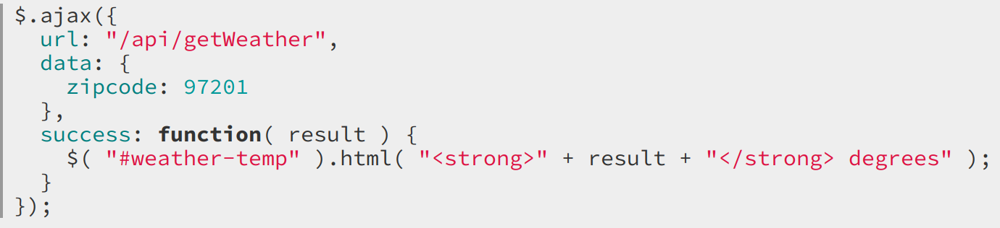 $.ajax({
  url: "/api/getWeather",
  data: {
    zipcode: 97201
  },
  success: function( result ) {
    $( "#weather-temp" ).html( "<strong>" + result + "</strong> degrees" );
  }
});